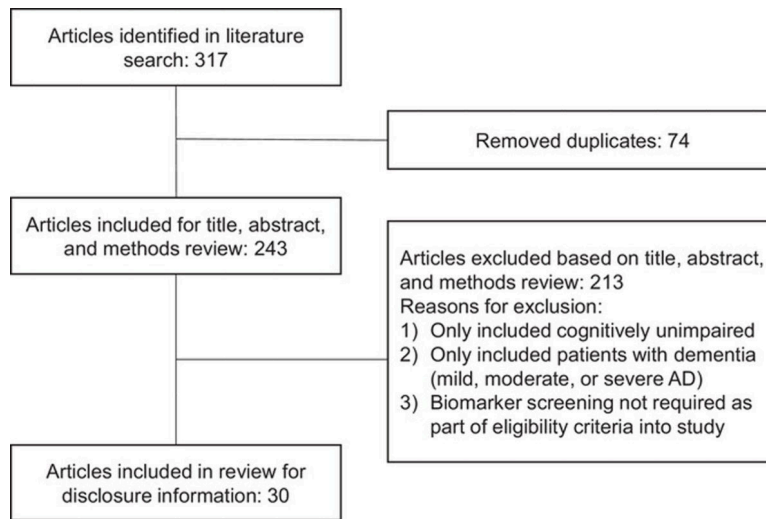 Articles identified in literature
search: 317
Removed duplicates: 74
Articles included for title, abstract,
and methods review: 243
Articles excluded based on title, abstract,
and methods review: 213
Reasons for exclusion:
1) Only included cognitively unimpaired
2) Only included patients with dementia
(mild, moderate, or severe AD)
3) Biomarker screening not required as
part of eligibility criteria into study
Articles included in review for
disclosure information: 30